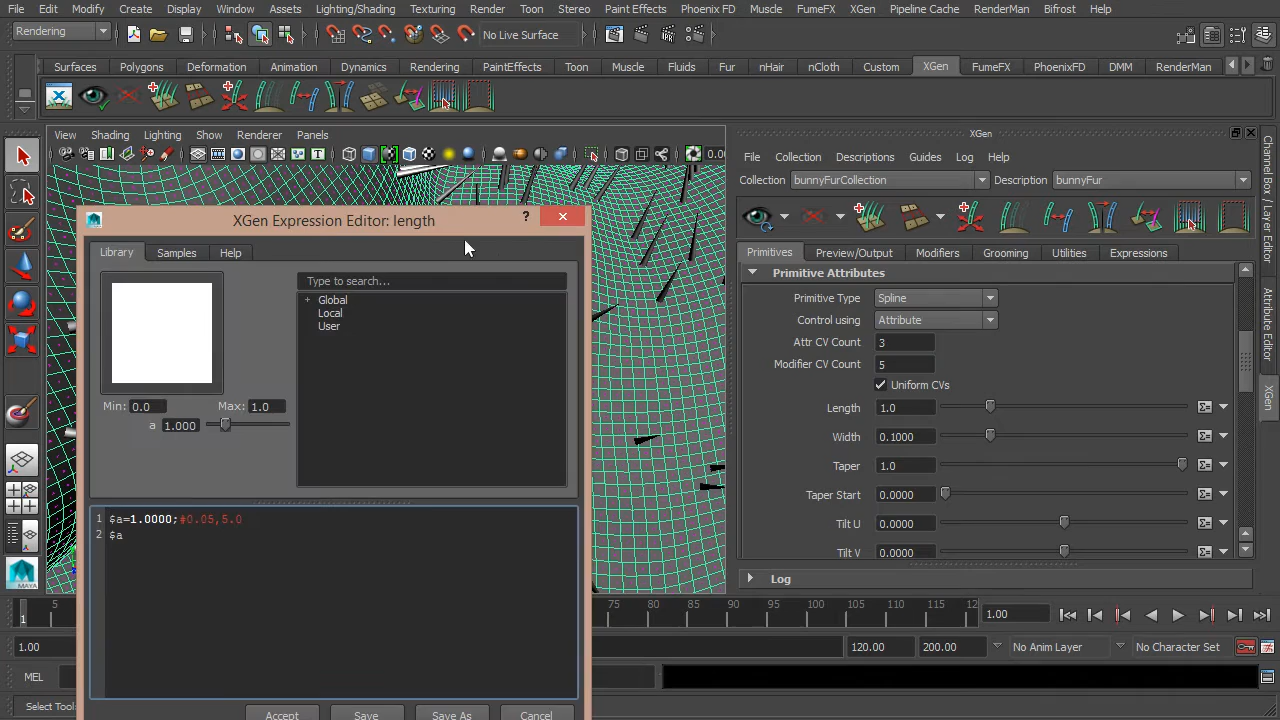 File Edit Modify Create Display Window Assets Lighting/Shading Texturing Render Toon Stereo Paint Effects Phoenix FD Muscle FumeFX XGen Pipeline Cache RenderMan Bifrost Help
Rendering No Live Surface
Surfaces Polygons Deformation Animation Dynamics Rendering PaintEffects Toon Muscle Fluids Fur nHair nCloth Custom XGen FumeFX PhoenixFD DMM RenderMan
View Shading Lighting Show Renderer Panels
0.00
XGen
File Collection Descriptions Guides Log Help
Collection bunnyFurCollection Description bunnyFur
Primitives Preview/Output Modifiers Grooming Utilities Expressions
Primitive Attributes
Primitive Type Spline
Control using Attribute
Attr CV Count 3
Modifier CV Count 5
Uniform CVs
Length 1.0
Width 0.1000
Taper 1.0
Taper Start 0.0000
Tilt U 0.0000
Tilt V 0.0000
Log
Channel Box / Layer Editor
Attribute Editor
XGen
XGen Expression Editor: length
?
Library Samples Help
Type to search...
+ Global
Local
User
Min: 0.0 Max: 1.0
a 1.000
1 $a=1.0000;#0.05,5.0
2 $a
Accept Save Save As Cancel
5 75 80 85 90 95 100 105 110 115 12
1 1.00
1.00 120.00 200.00 No Anim Layer No Character Set
MEL
Select Tool:
MAYA